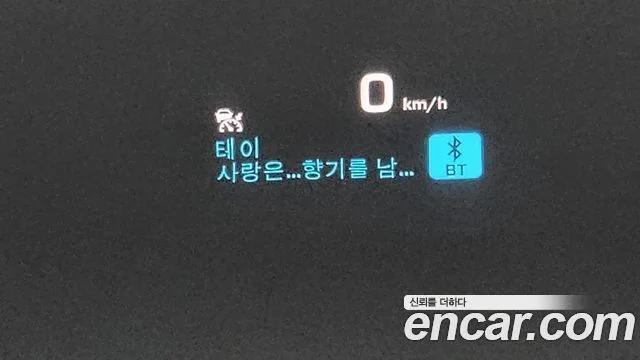 0 km/h
테이
사랑은...향기를 남...
BT
신뢰를 더하다
encar.com